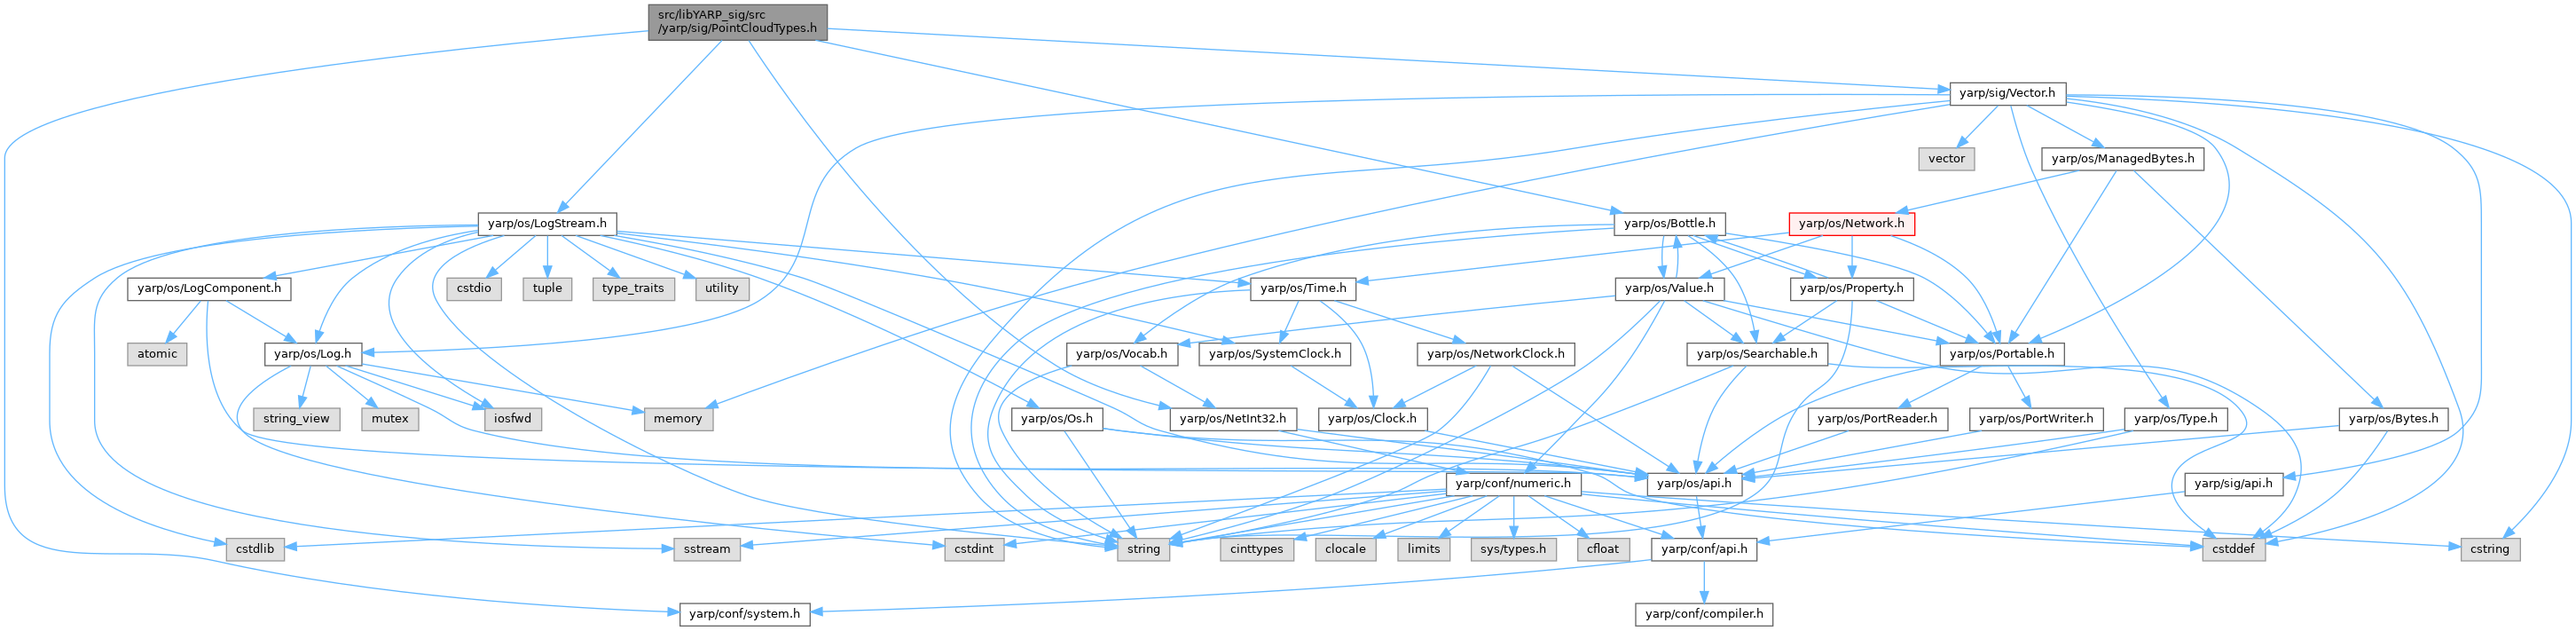 src/libYARP_sig/src
/yarp/sig/PointCloudTypes.h
yarp/sig/Vector.h
vector
yarp/os/ManagedBytes.h
yarp/os/LogStream.h
yarp/os/Bottle.h
yarp/os/Network.h
yarp/os/LogComponent.h
cstdio
tuple
type_traits
utility
yarp/os/Time.h
yarp/os/Value.h
yarp/os/Property.h
atomic
yarp/os/Log.h
yarp/os/Vocab.h
yarp/os/SystemClock.h
yarp/os/NetworkClock.h
yarp/os/Searchable.h
yarp/os/Portable.h
string_view
mutex
iosfwd
memory
yarp/os/Os.h
yarp/os/NetInt32.h
yarp/os/Clock.h
yarp/os/PortReader.h
yarp/os/PortWriter.h
yarp/os/Type.h
yarp/os/Bytes.h
yarp/conf/numeric.h
yarp/os/api.h
yarp/sig/api.h
cstdlib
sstream
cstdint
string
cinttypes
clocale
limits
sys/types.h
cfloat
yarp/conf/api.h
cstddef
cstring
yarp/conf/system.h
yarp/conf/compiler.h